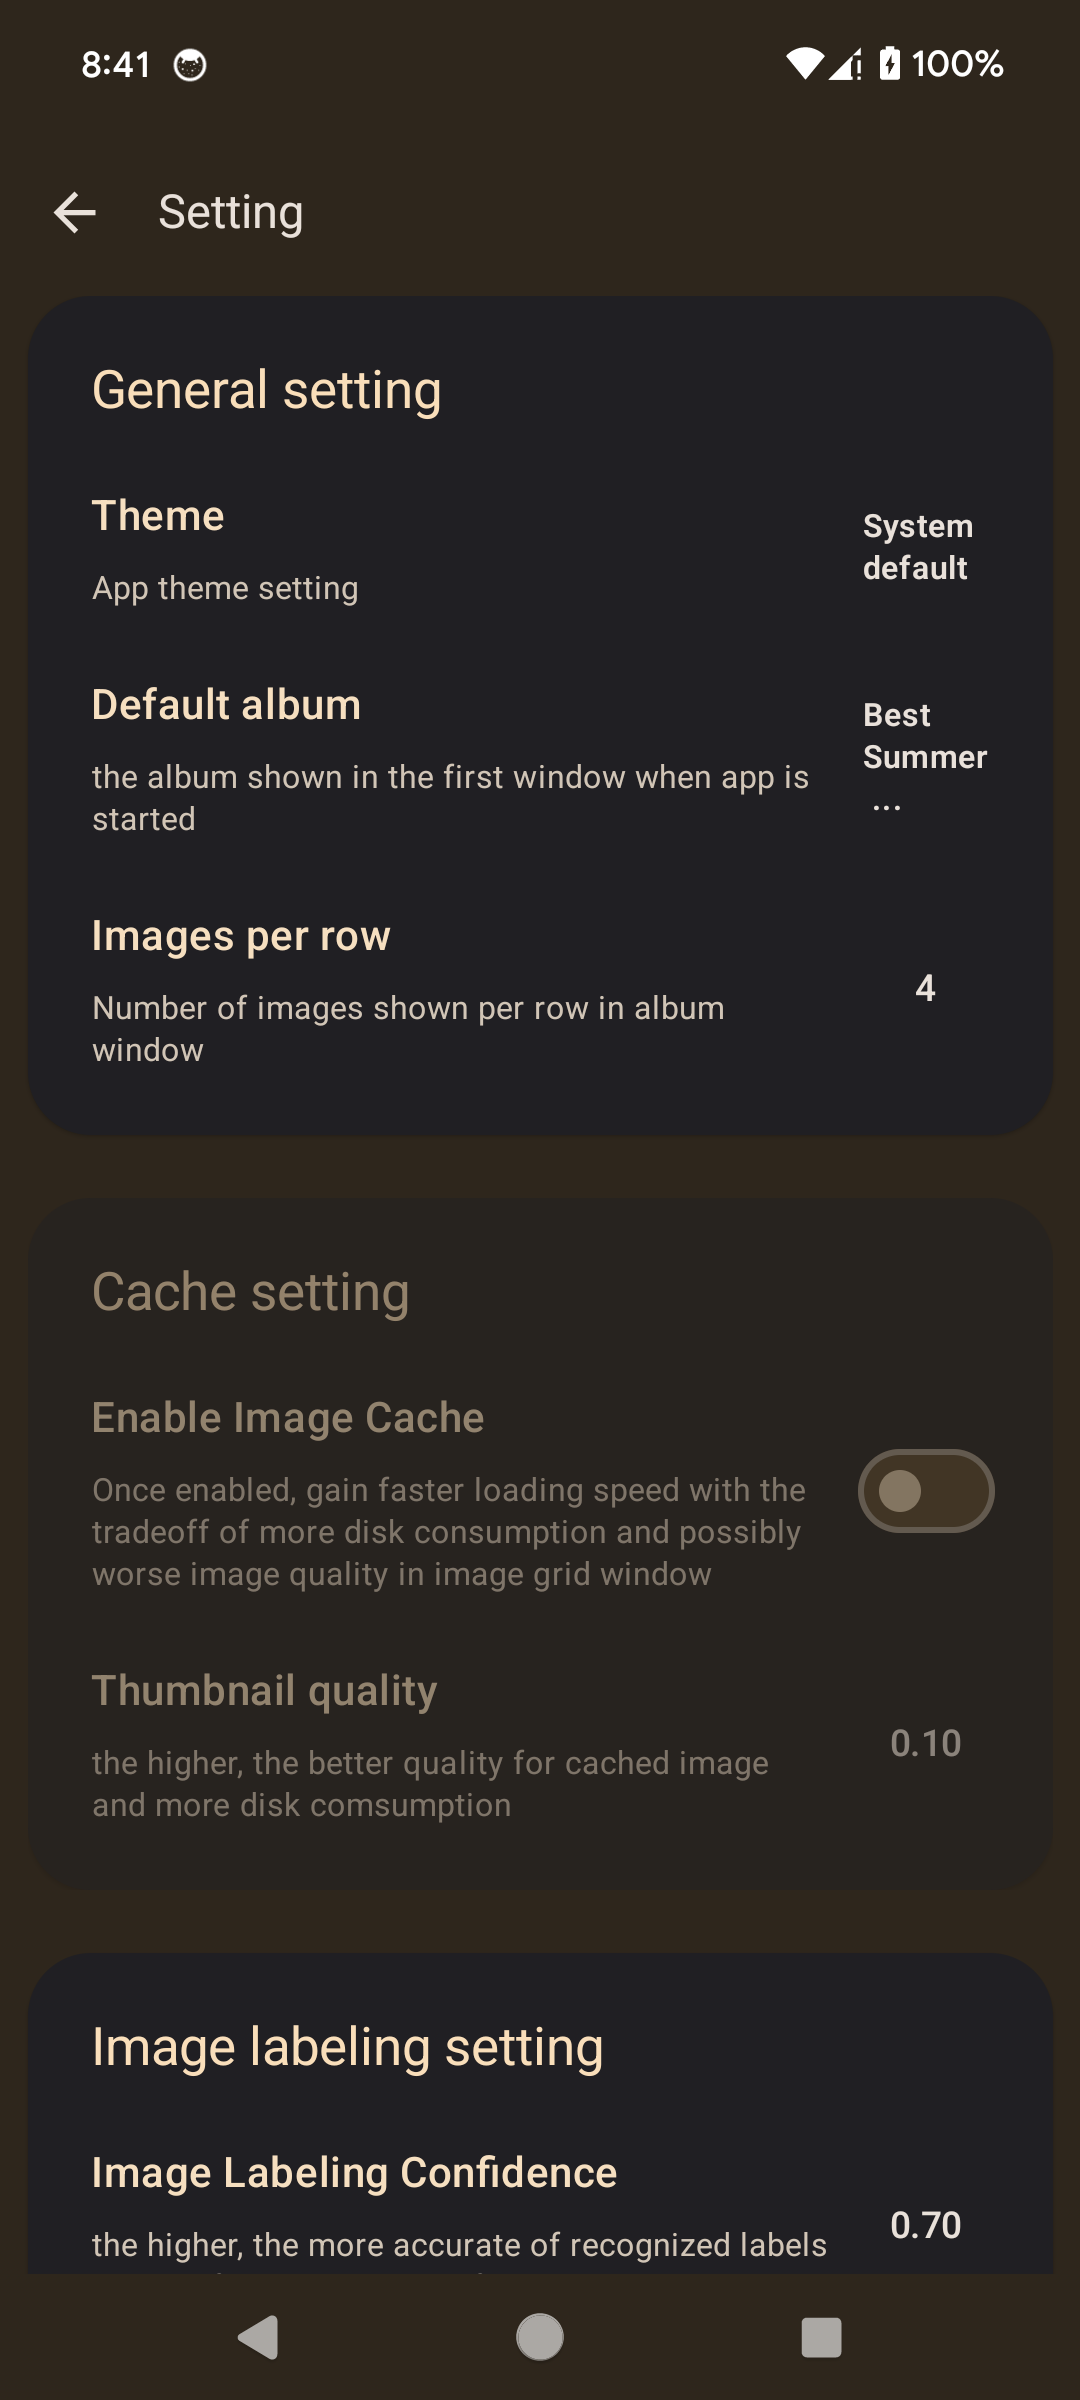 8:41
100%
Setting
General setting
Theme
App theme setting
System
default
Default album
the album shown in the first window when app is
started
Best
Summer
...
Images per row
Number of images shown per row in album
window
4
Cache setting
Enable Image Cache
Once enabled, gain faster loading speed with the
tradeoff of more disk consumption and possibly
worse image quality in image grid window
Thumbnail quality
the higher, the better quality for cached image
and more disk comsumption
0.10
Image labeling setting
Image Labeling Confidence
the higher, the more accurate of recognized labels
0.70